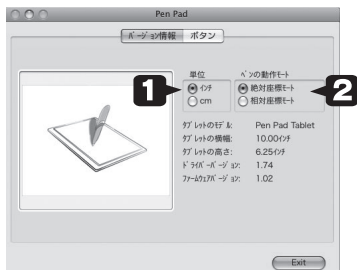 Pen Pad
バージョン情報 ボタン
単位
ペンの動作モード
1
インチ
cm
絶対座標モード
相対座標モード
2
タブレットのモデル: Pen Pad Tablet
タブレットの横幅: 10.00インチ
タブレットの高さ: 6.25インチ
ドライバーバージョン: 1.74
ファームウェアバージョン: 1.02
Exit